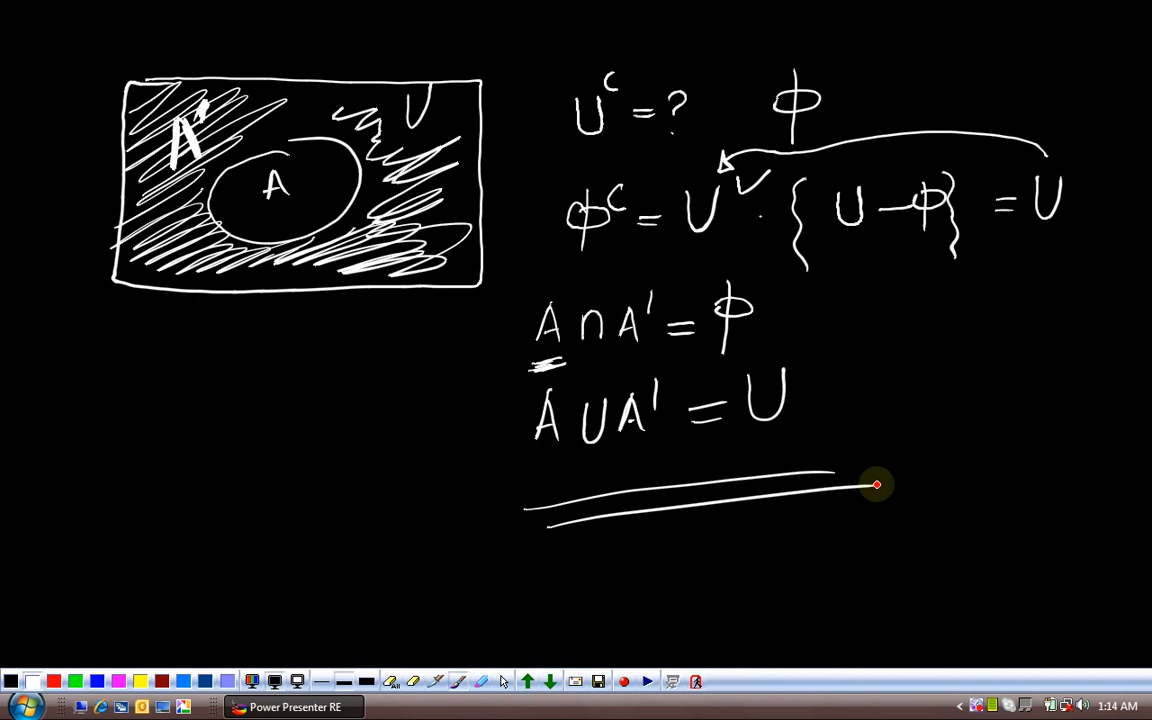 A' U
A
U^c = ? ϕ
ϕ^c = U ✓ . { U - ϕ } = U
A ∩ A' = ϕ
A ∪ A' = U
Power Presenter RE
1:14 AM